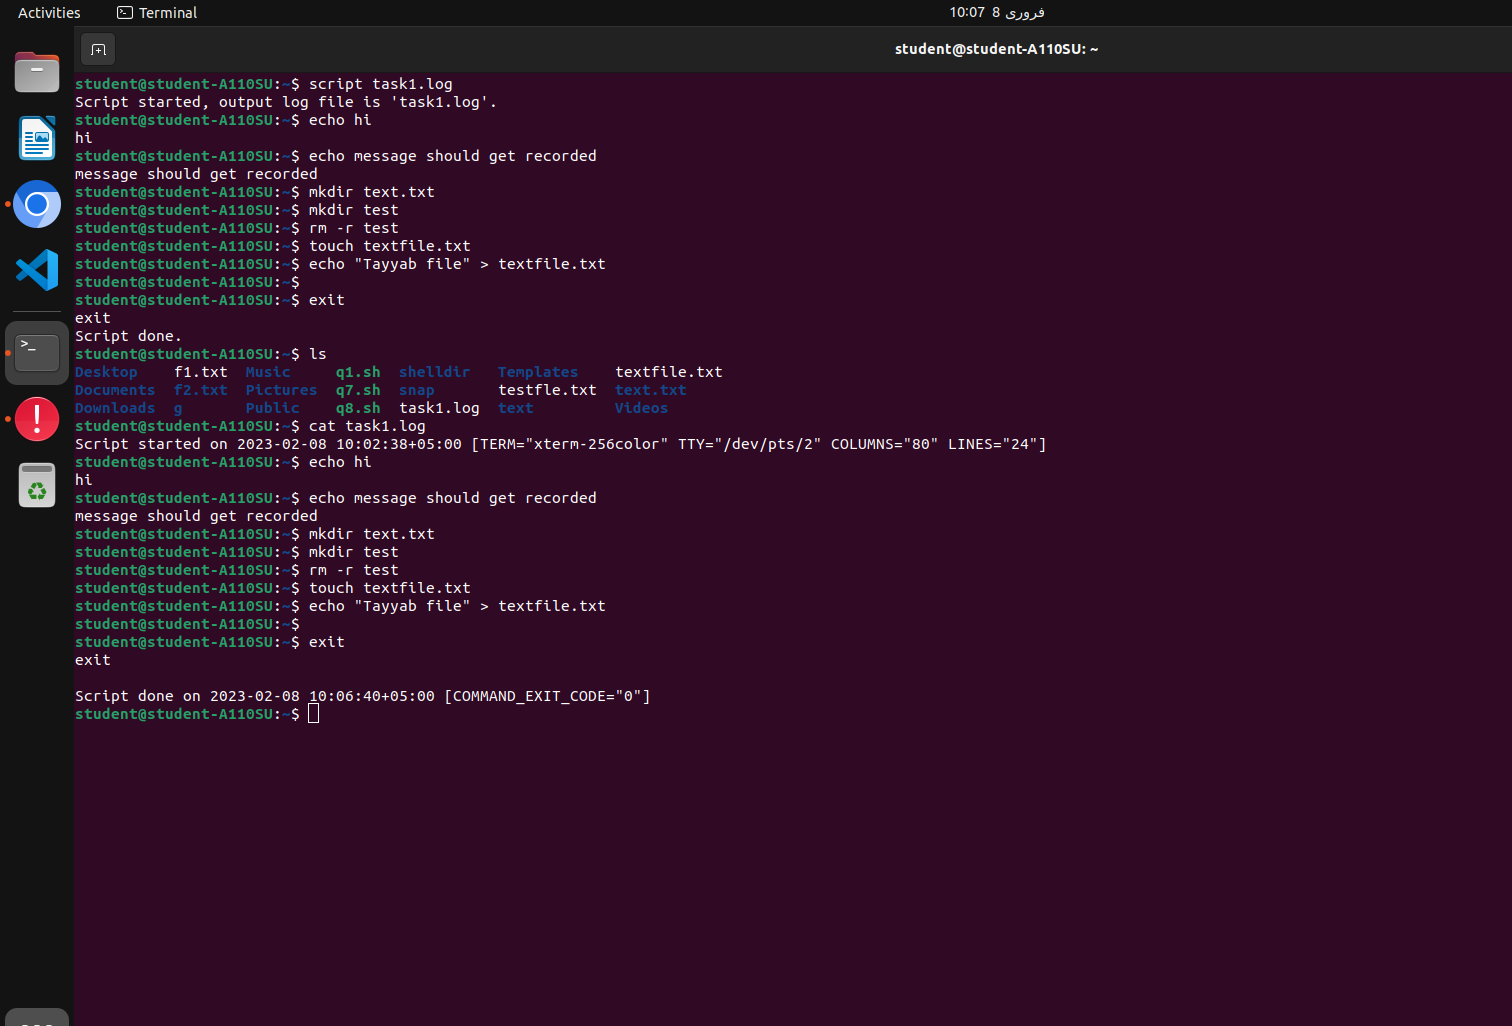 Activities Terminal 10:07 8 فروری
student@student-A110SU: ~
student@student-A110SU:~$ script task1.log
Script started, output log file is 'task1.log'.
student@student-A110SU:~$ echo hi
hi
student@student-A110SU:~$ echo message should get recorded
message should get recorded
student@student-A110SU:~$ mkdir text.txt
student@student-A110SU:~$ mkdir test
student@student-A110SU:~$ rm -r test
student@student-A110SU:~$ touch textfile.txt
student@student-A110SU:~$ echo "Tayyab file" > textfile.txt
student@student-A110SU:~$
student@student-A110SU:~$ exit
exit
Script done.
student@student-A110SU:~$ ls
Desktop f1.txt Music q1.sh shelldir Templates textfile.txt
Documents f2.txt Pictures q7.sh snap testfle.txt text.txt
Downloads g Public q8.sh task1.log text Videos
student@student-A110SU:~$ cat task1.log
Script started on 2023-02-08 10:02:38+05:00 [TERM="xterm-256color" TTY="/dev/pts/2" COLUMNS="80" LINES="24"]
student@student-A110SU:~$ echo hi
hi
student@student-A110SU:~$ echo message should get recorded
message should get recorded
student@student-A110SU:~$ mkdir text.txt
student@student-A110SU:~$ mkdir test
student@student-A110SU:~$ rm -r test
student@student-A110SU:~$ touch textfile.txt
student@student-A110SU:~$ echo "Tayyab file" > textfile.txt
student@student-A110SU:~$
student@student-A110SU:~$ exit
exit
Script done on 2023-02-08 10:06:40+05:00 [COMMAND_EXIT_CODE="0"]
student@student-A110SU:~$